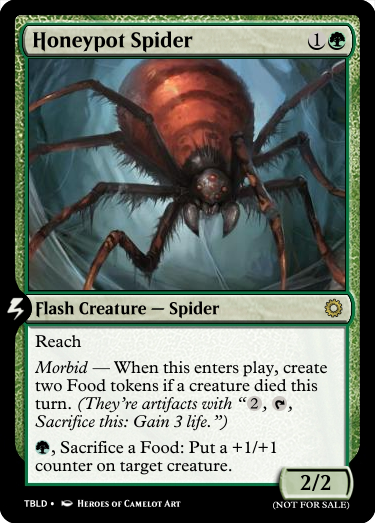 Honeypot Spider 1
Flash Creature — Spider
Reach
Morbid — When this enters play, create
two Food tokens if a creature died this
turn. (They're artifacts with “2, ,
Sacrifice this: Gain 3 life.”)
, Sacrifice a Food: Put a +1/+1
counter on target creature.
2/2
TBLD • Heroes of Camelot Art
(NOT FOR SALE)